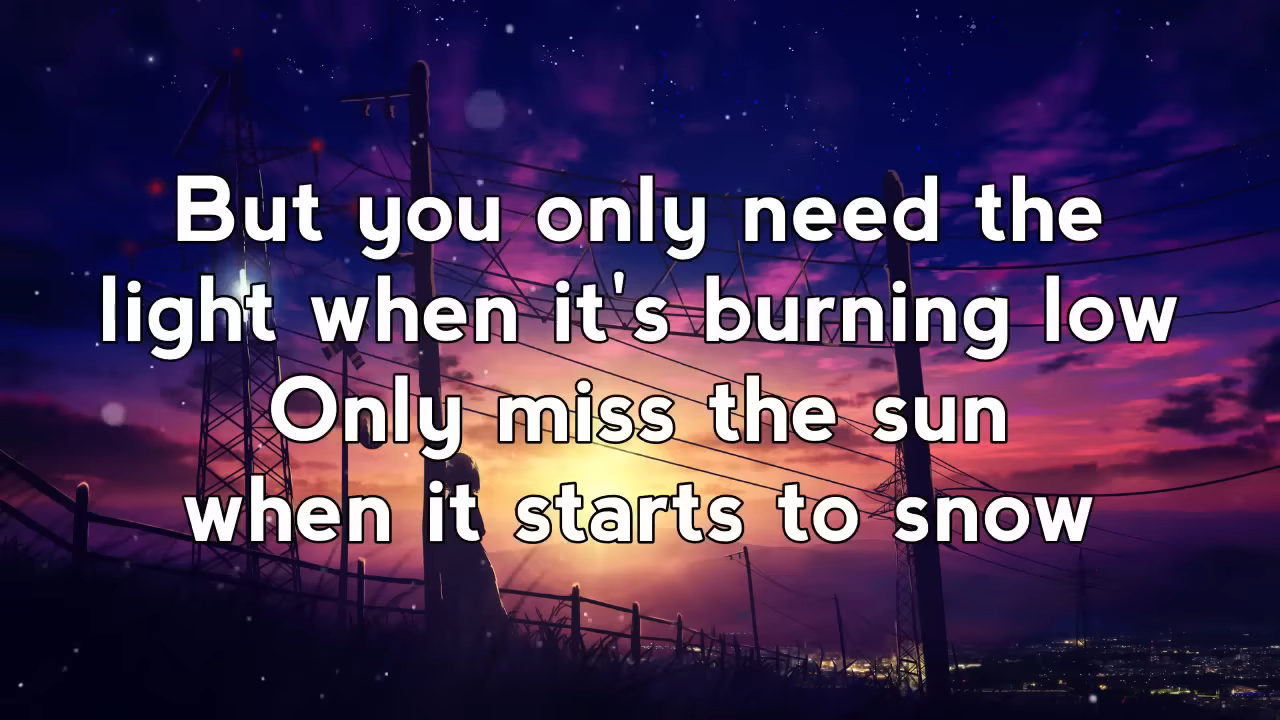 But you only need the
light when it's burning low
Only miss the sun
when it starts to snow